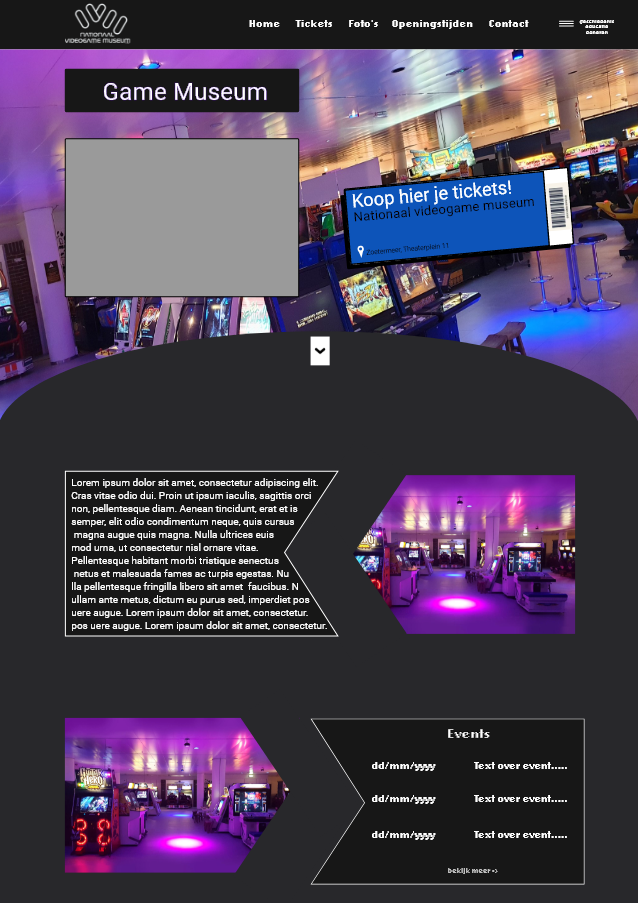 NATIONAAL
VIDEOGAME MUSEUM
Home Tickets Foto's Openingstijden Contact
Game Museum
Koop hier je tickets!
Nationaal videogame museum
Zoetermeer, Theaterplein 11
Lorem ipsum dolor sit amet, consectetur adipiscing elit.
Cras vitae odio dui. Proin ut ipsum iaculis, sagittis orci
non, pellentesque diam. Aenean tincidunt, erat et is
semper, elit odio condimentum neque, quis cursus
magna augue quis magna. Nulla ultrices euis
mod urna, ut consectetur nisl ornare vitae.
Pellentesque habitant morbi tristique senectus
netus et malesuada fames ac turpis egestas. Nu
lla pellentesque fringilla libero sit amet faucibus. N
ullam ante metus, dictum eu purus sed, imperdiet pos
uere augue. Lorem ipsum dolor sit amet, consectetur.
pos uere augue. Lorem ipsum dolor sit amet, consectetur.
Events
dd/mm/yyyy Text over event.....
dd/mm/yyyy Text over event.....
dd/mm/yyyy Text over event.....
bekijk meer ->